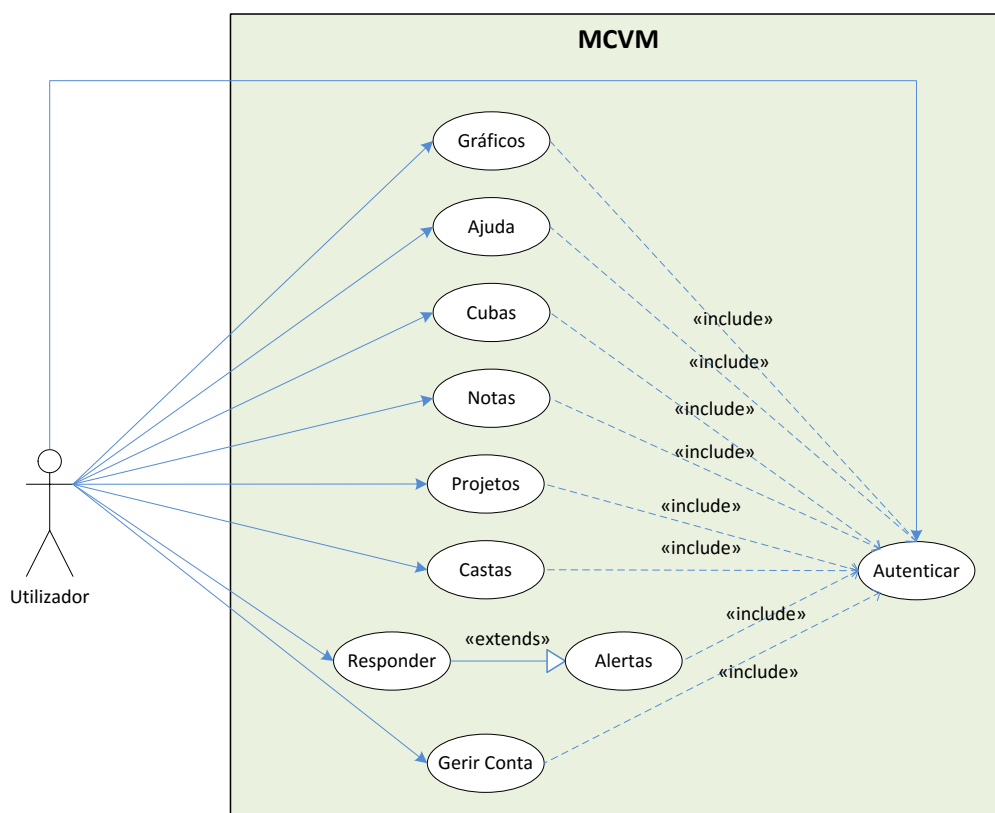 MCVM
Gráficos
Ajuda
Cubas
«include»
«include»
Notas
«include»
«include»
Projetos
«include»
Castas
«include»
Autenticar
Utilizador
«include»
«extends»
Responder
Alertas
«include»
Gerir Conta